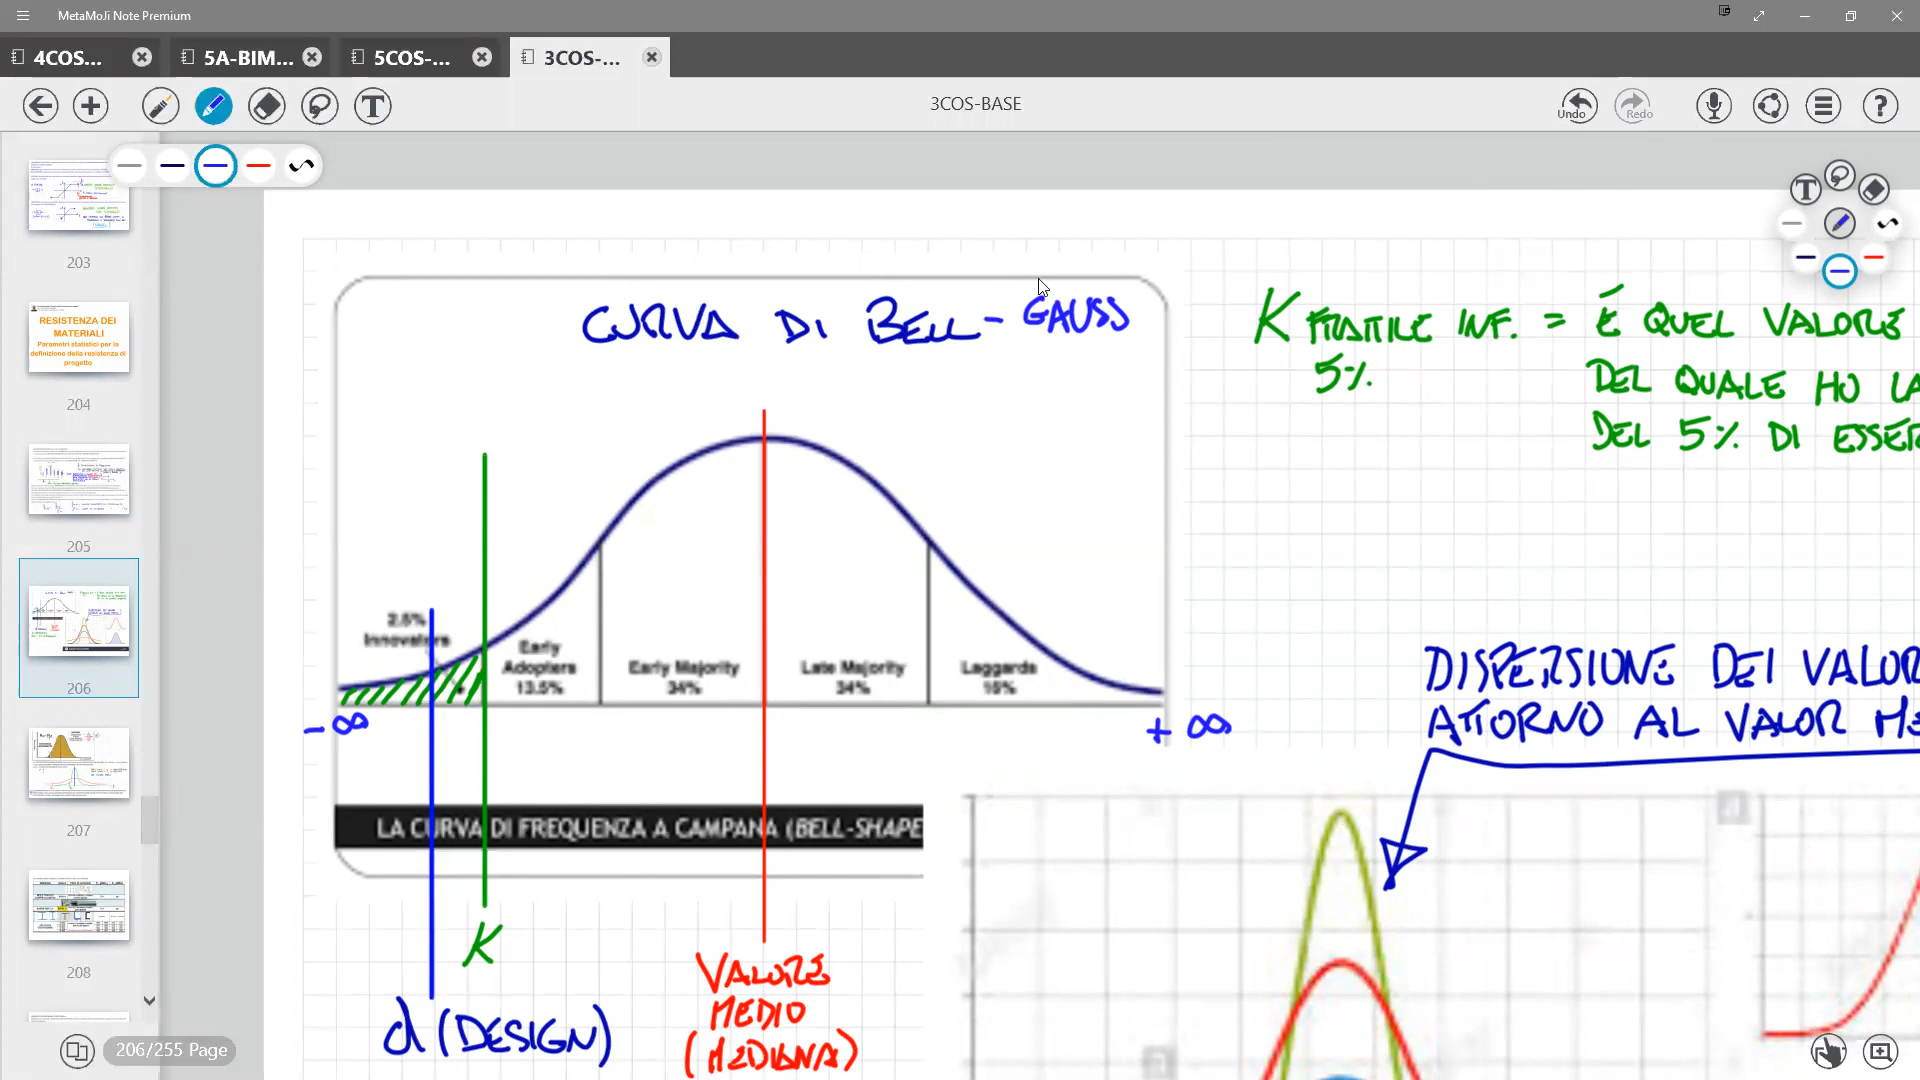 MetaMoJi Note Premium
4COS...
5A-BIM...
5COS-...
3COS-...
3COS-BASE
Undo
Redo
203
RESISTENZA DEI
MATERIALI
Parametri statistici per la
definizione della resistenza di
progetto
204
205
206
207
208
206/255 Page
CURVA DI BELL - GAUSS
2.5%
Innovators
Early
Adopters
13.5%
Early Majority
34%
Late Majority
34%
Laggards
16%
- ∞
+ ∞
LA CURVA DI FREQUENZA A CAMPANA (BELL-SHAPE
K
d (DESIGN)
VALORE
MEDIO
(MEDIANA)
K FRATTILE INF. = È QUEL VALORE
5%
DEL QUALE HO LA
DEL 5% DI ESSER
DISPERSIONE DEI VALOR
ATTORNO AL VALOR ME